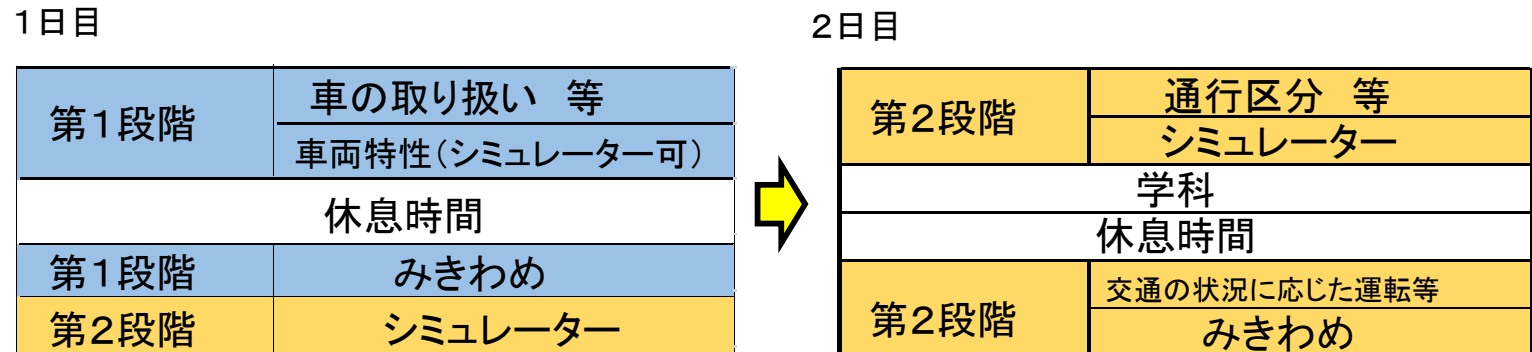 1日目
第1段階
車の取り扱い 等
車両特性(シミュレーター可)
休息時間
第1段階 みきわめ
第2段階 シミュレーター
2日目
第2段階
通行区分 等
シミュレーター
学科
休息時間
第2段階
交通の状況に応じた運転等
みきわめ